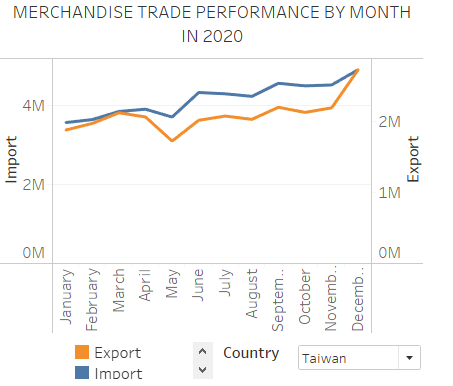 MERCHANDISE TRADE PERFORMANCE BY MONTH
IN 2020
Import
4M
2M
0M
Export
2M
1M
0M
January
February
March
April
May
June
July
August
Septem..
October
Novemb..
Decemb..
Export
Import
Country
Taiwan